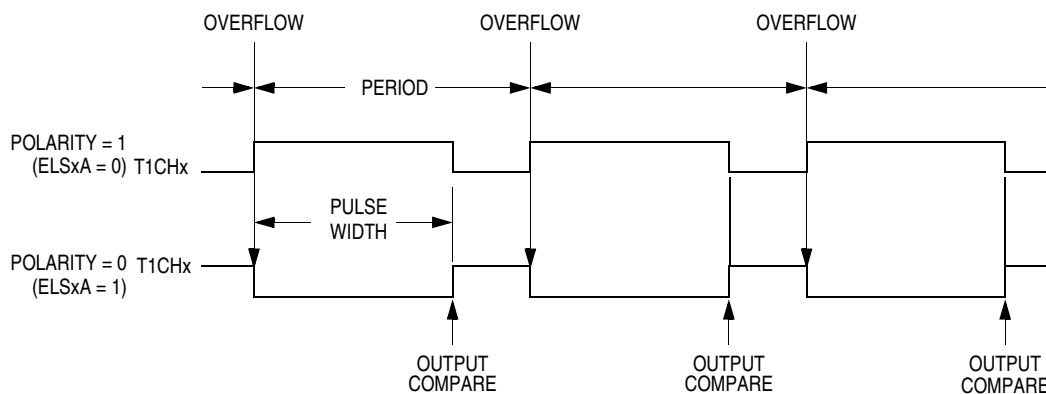 OVERFLOW OVERFLOW OVERFLOW
PERIOD
POLARITY = 1
(ELSxA = 0) T1CHx
PULSE
WIDTH
POLARITY = 0 T1CHx
(ELSxA = 1)
OUTPUT
COMPARE
OUTPUT
COMPARE
OUTPUT
COMPARE